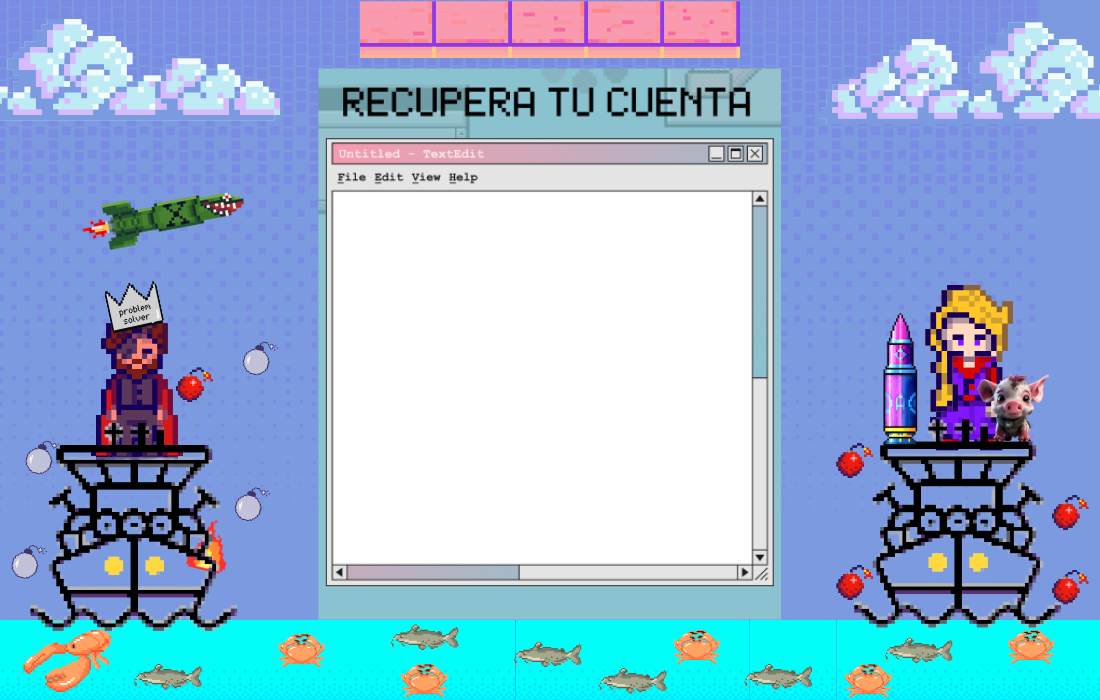 RECUPERA TU CUENTA
Untitled - TextEdit
File Edit View Help
problem
solver